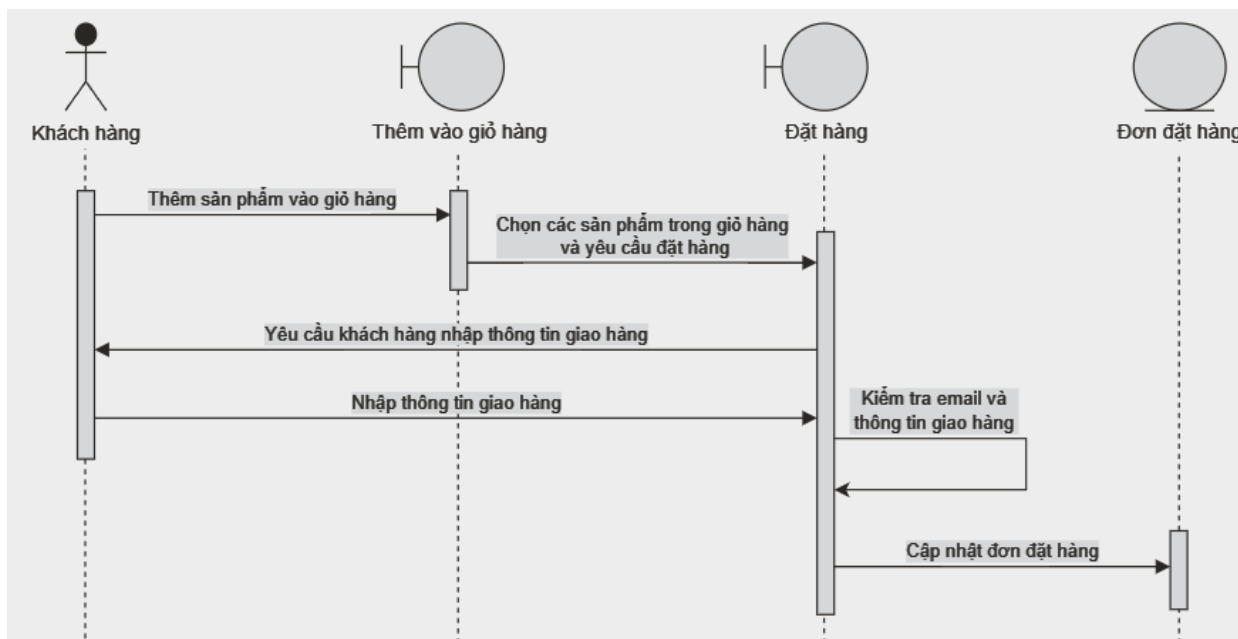 Khách hàng
Thêm vào giỏ hàng
Đặt hàng
Đơn đặt hàng
Thêm sản phẩm vào giỏ hàng
Chọn các sản phẩm trong giỏ hàng
và yêu cầu đặt hàng
Yêu cầu khách hàng nhập thông tin giao hàng
Nhập thông tin giao hàng
Kiểm tra email và
thông tin giao hàng
Cập nhật đơn đặt hàng